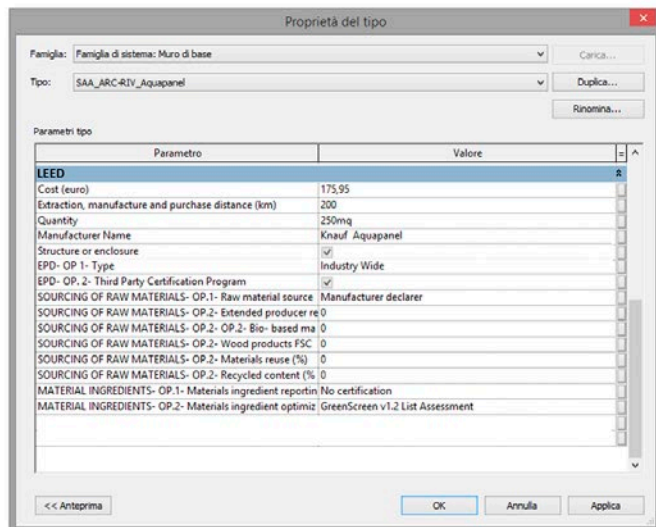 Proprietà del tipo
Famiglia: Famiglia di sistema: Muro di base Carica...
Tipo: SAA_ARC-RIV_Aquapanel Duplica...
Rinomina...
Parametri tipo
Parametro Valore =
LEED
Cost (euro) 175,95
Extraction, manufacture and purchase distance (km) 200
Quantity 250mq
Manufacturer Name Knauf Aquapanel
Structure or enclosure
EPD- OP 1- Type Industry Wide
EPD- OP. 2- Third Party Certification Program
SOURCING OF RAW MATERIALS- OP.1- Raw material source Manufacturer declarer
SOURCING OF RAW MATERIALS- OP.2- Extended producer re 0
SOURCING OF RAW MATERIALS- OP.2- OP.2- Bio- based ma 0
SOURCING OF RAW MATERIALS- OP.2- Wood products FSC 0
SOURCING OF RAW MATERIALS- OP.2- Materials reuse (%) 0
SOURCING OF RAW MATERIALS- OP.2- Recycled content (% 0
MATERIAL INGREDIENTS- OP.1- Materials ingredient reportin No certification
MATERIAL INGREDIENTS- OP.2- Materials ingredient optimiz GreenScreen v1.2 List Assessment
<< Anteprima OK Annulla Applica